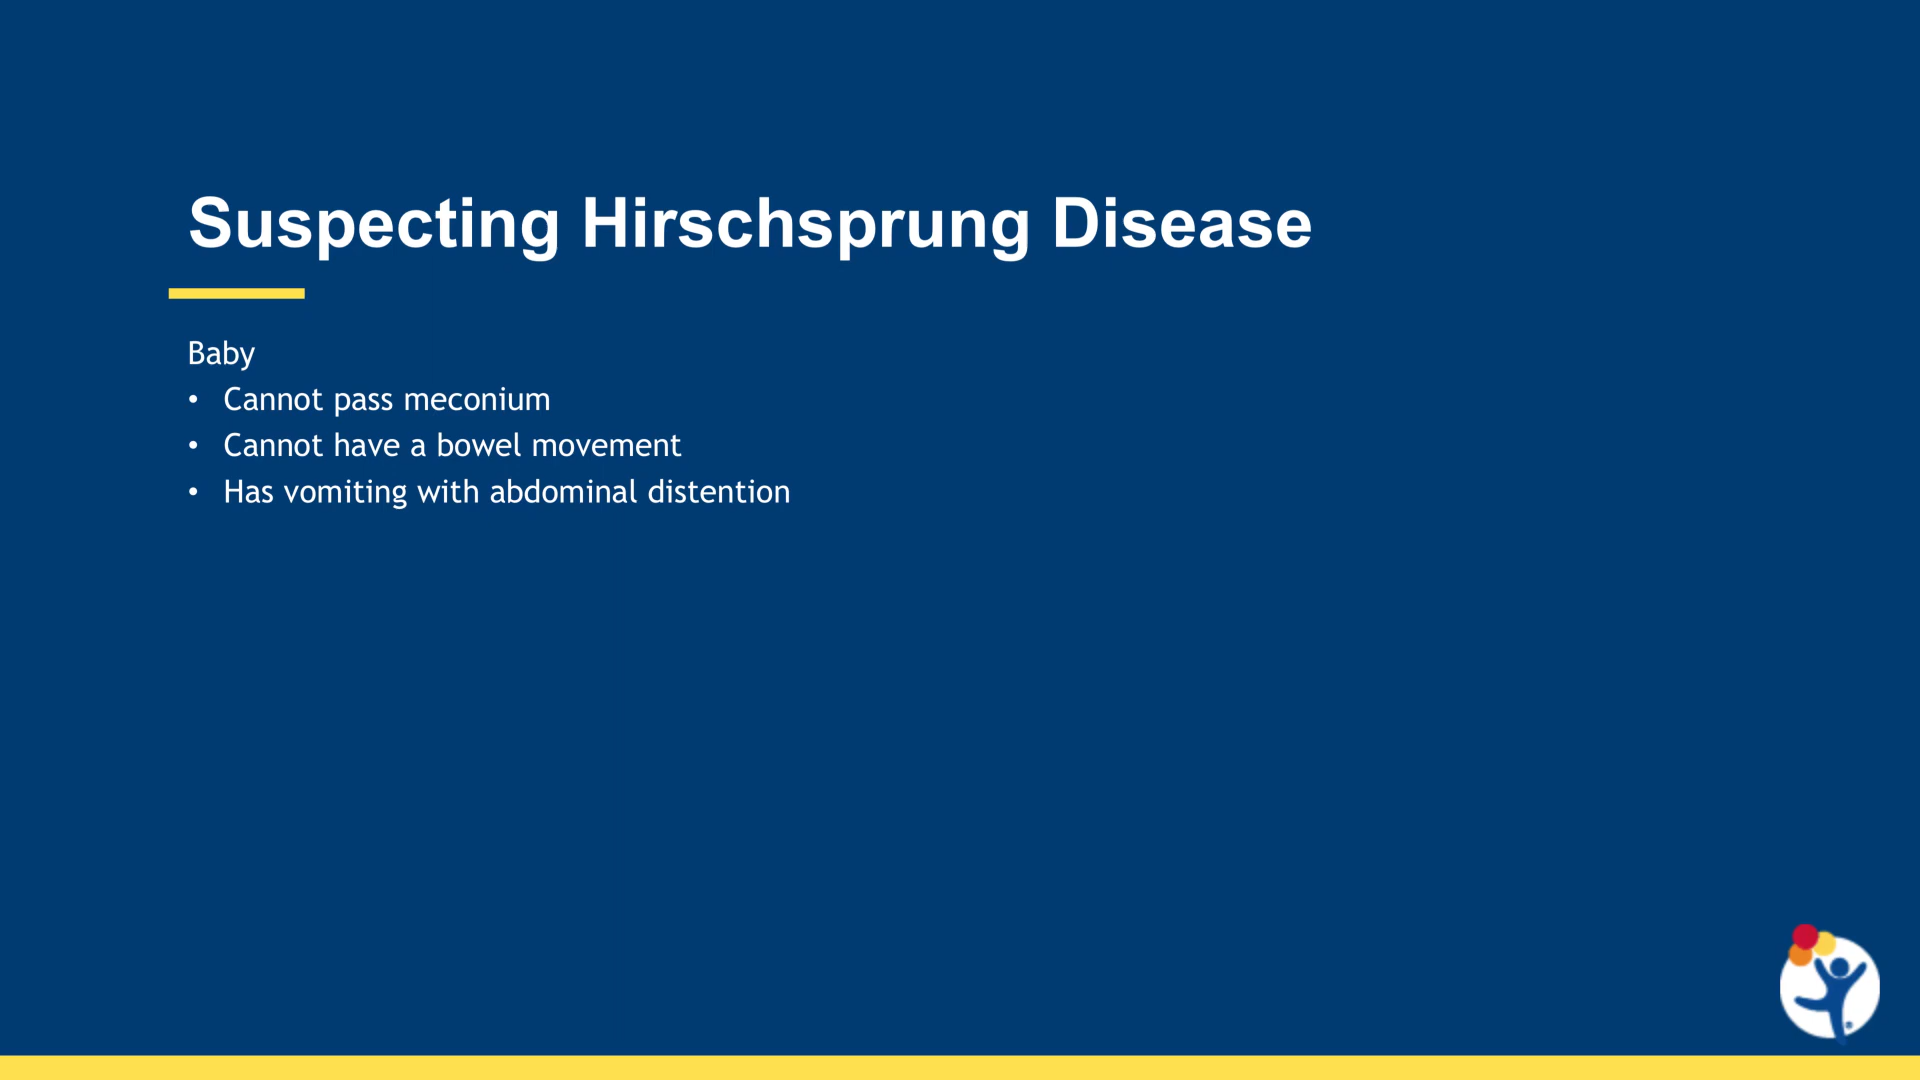 Suspecting Hirschsprung Disease
Baby
• Cannot pass meconium
• Cannot have a bowel movement
• Has vomiting with abdominal distention